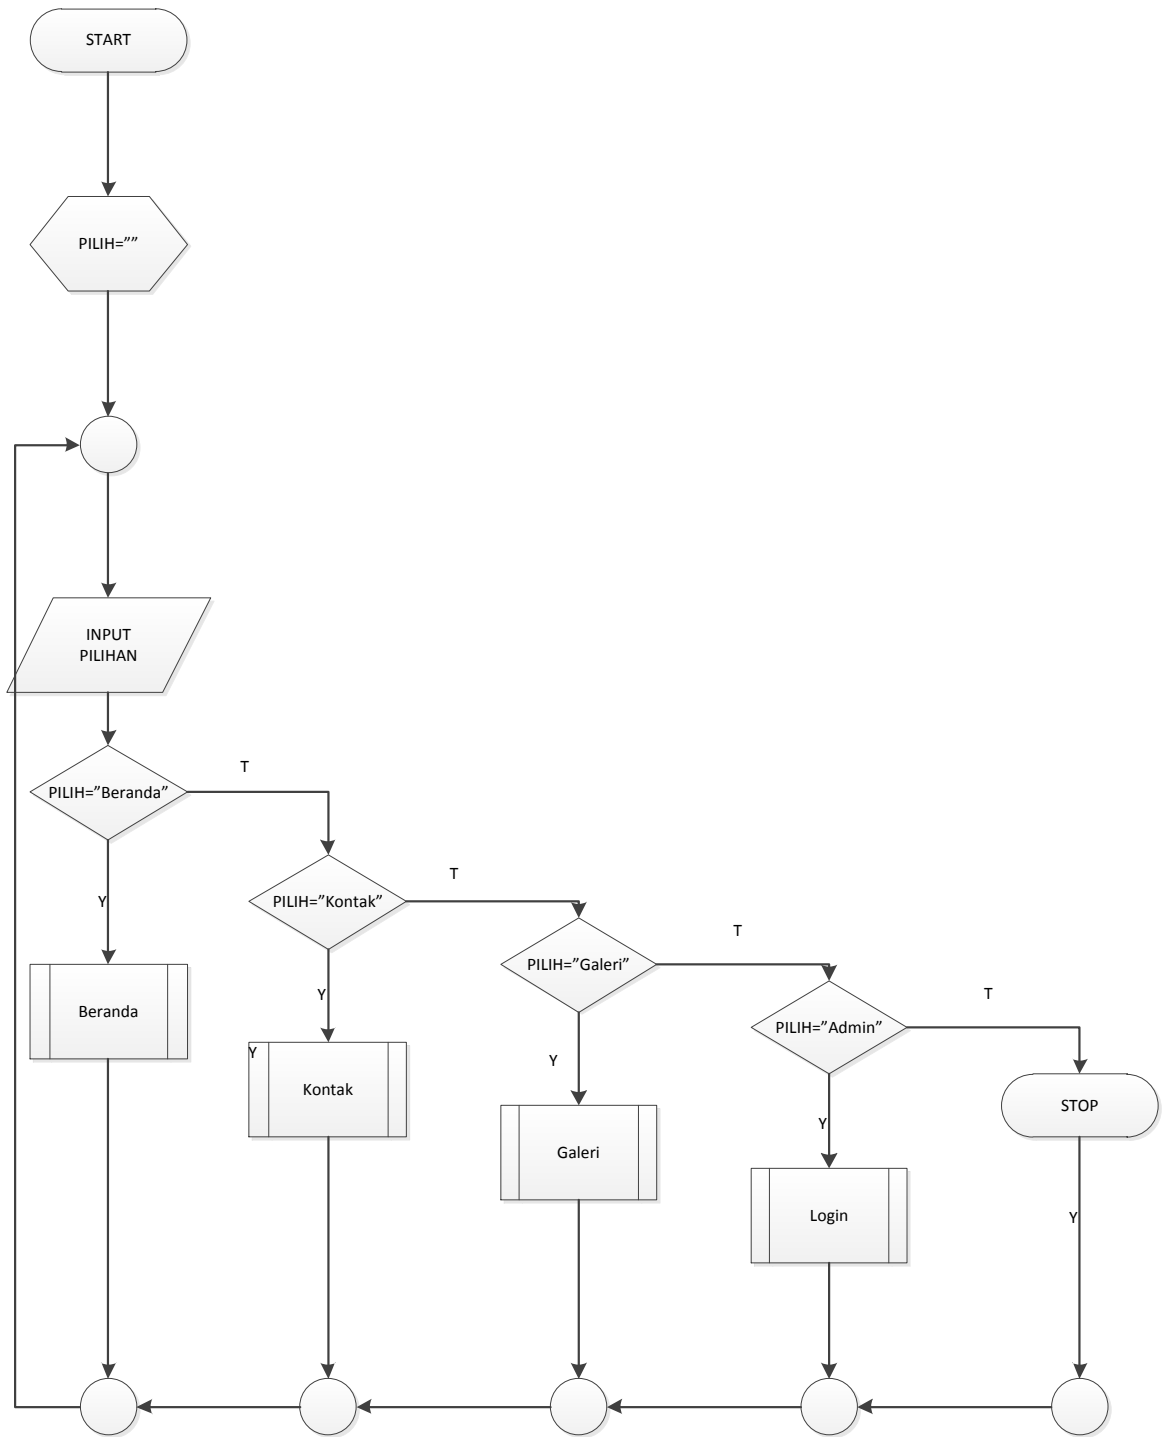 START
PILIH=””
INPUT
PILIHAN
PILIH=”Beranda”
T
Y
Beranda
PILIH=”Kontak”
T
Y
Y
Kontak
PILIH=”Galeri”
T
Y
Galeri
PILIH=”Admin”
T
Y
Login
STOP
Y